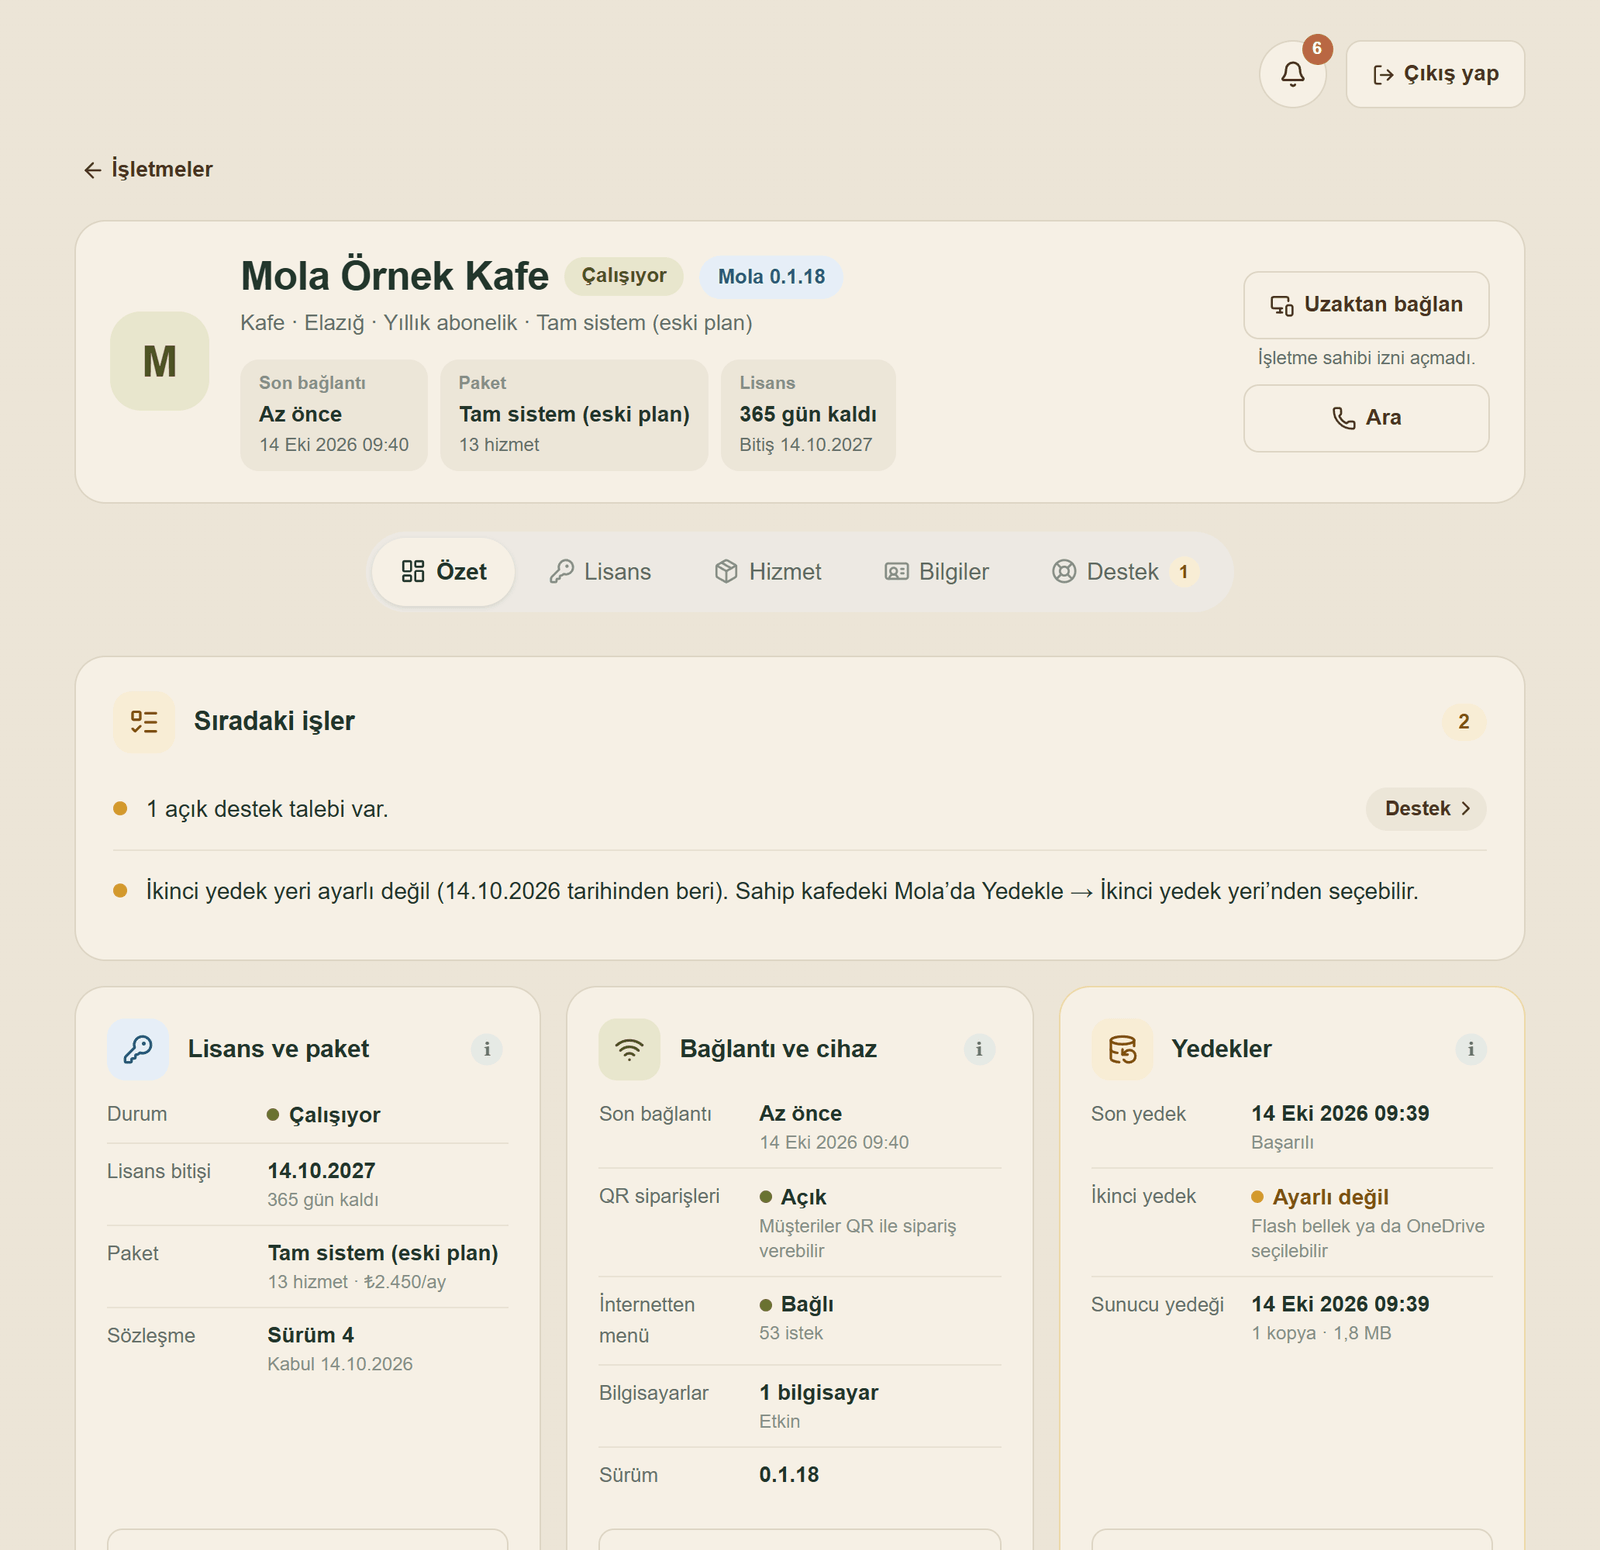 6
Çıkış yap
İşletmeler
M
Mola Örnek Kafe
Çalışıyor
Mola 0.1.18
Kafe · Elazığ · Yıllık abonelik · Tam sistem (eski plan)
Son bağlantı
Az önce
14 Eki 2026 09:40
Paket
Tam sistem (eski plan)
13 hizmet
Lisans
365 gün kaldı
Bitiş 14.10.2027
Uzaktan bağlan
İşletme sahibi izni açmadı.
Ara
Özet
Lisans
Hizmet
Bilgiler
Destek 1
Sıradaki işler
2
1 açık destek talebi var.
Destek
İkinci yedek yeri ayarlı değil (14.10.2026 tarihinden beri). Sahip kafedeki Mola’da Yedekle → İkinci yedek yeri’nden seçebilir.
Lisans ve paket
i
Durum
Çalışıyor
Lisans bitişi
14.10.2027
365 gün kaldı
Paket
Tam sistem (eski plan)
13 hizmet · ₺2.450/ay
Sözleşme
Sürüm 4
Kabul 14.10.2026
Bağlantı ve cihaz
i
Son bağlantı
Az önce
14 Eki 2026 09:40
QR siparişleri
Açık
Müşteriler QR ile sipariş
verebilir
İnternetten
menü
Bağlı
53 istek
Bilgisayarlar
1 bilgisayar
Etkin
Sürüm
0.1.18
Yedekler
i
Son yedek
14 Eki 2026 09:39
Başarılı
İkinci yedek
Ayarlı değil
Flash bellek ya da OneDrive
seçilebilir
Sunucu yedeği
14 Eki 2026 09:39
1 kopya · 1,8 MB